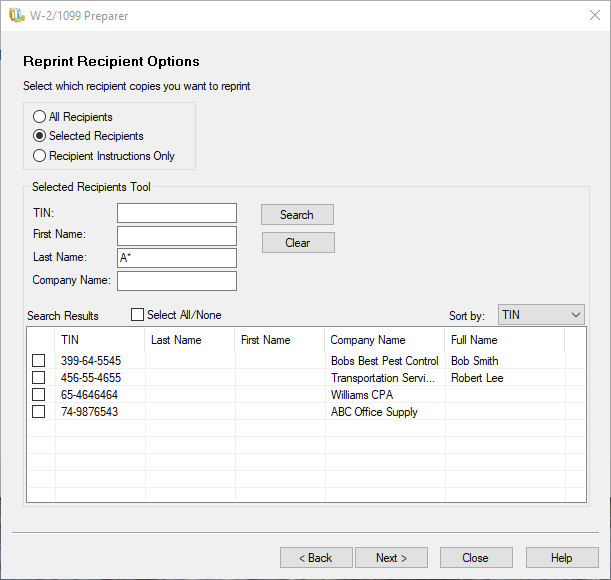 W-2/1099 Preparer
Reprint Recipient Options
Select which recipient copies you want to reprint
All Recipients
Selected Recipients
Recipient Instructions Only
Selected Recipients Tool
TIN:
Search
First Name:
Clear
Last Name: A*
Company Name:
Search Results Select All/None Sort by: TIN
TIN Last Name First Name Company Name Full Name
399-64-5545 Bobs Best Pest Control Bob Smith
456-55-4655 Transportation Servi... Robert Lee
65-4646464 Williams CPA
74-9876543 ABC Office Supply
< Back Next > Close Help